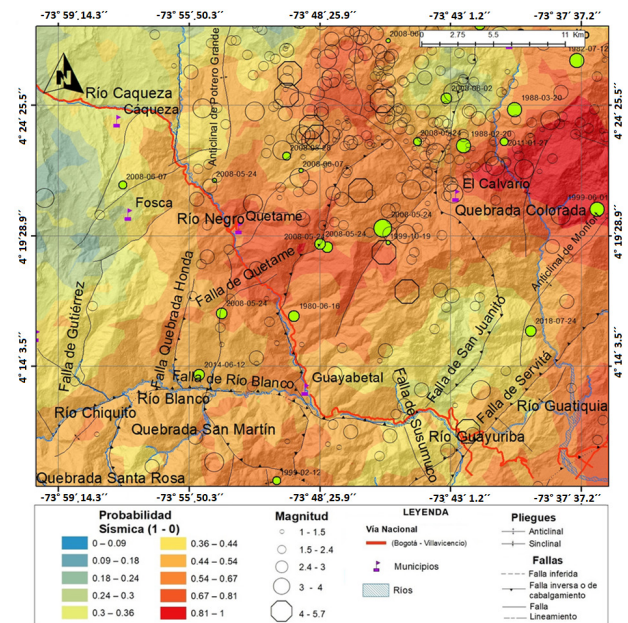 -73° 59´14.3´´ -73° 55´50.3´´ -73° 48´25.9´´ -73° 43´1.2´´ -73° 37´37.2´´
2.75 5.5 11 Km
N
Río Caqueza
Caqueza
Anticlinal de Potrero Grande
1982-07-12
1988-03-20
2008-05-24
1988-02-20
2011-01-27
2008-06-07
2008-05-24
2008-06-07
Fosca
El Calvario
Río Negro
Quetame
Quebrada Colorada
1999-06-01
2008-05-24
2008-05-24
1999-10-19
4° 24´25.5´´
4° 24´25.5´´
4° 19´28.9´´
4° 19´28.9´´
4° 14´3.5´´
4° 14´3.5´´
Falla de Quetame
Falla de Gutiérrez
Falla Quebrada Honda
2008-05-24
1980-06-16
2018-07-24
2014-06-12
Falla de Río Blanco
Guayabetal
Falla de San Juanito
Falla de Servitá
Falla de Susumuco
Río Blanco
Río Chiquito
Río Guatiquia
Quebrada San Martín
Río Guayuriba
Quebrada Santa Rosa
1999-02-12
-73° 59´14.3´´ -73° 55´50.5´´ -73° 48´25.9´´ -73° 43´1.2´´ -73° 37´37.2´´
Probabilidad
Sísmica (1 - 0)
0 – 0.09
0.09 – 0.18
0.18 – 0.24
0.24 – 0.3
0.3 – 0.36
0.36 – 0.44
0.44 – 0.54
0.54 – 0.67
0.67 – 0.81
0.81 – 1
Magnitud
1 - 1.5
1.5 - 2.4
2.4 – 3
3 – 4
4 - 5.7
LEYENDA
Vía Nacional
(Bogotá - Villavicencio)
Municipios
Ríos
Pliegues
Anticlinal
Sinclinal
Fallas
Falla inferida
Falla inversa o de
cabalgamiento
Falla
Lineamiento